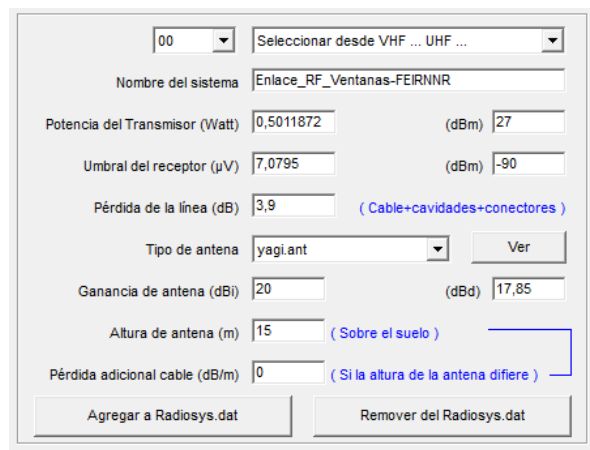 00 Seleccionar desde VHF ... UHF ...
Nombre del sistema Enlace_RF_Ventanas-FEIRNNR
Potencia del Transmisor (Watt) 0,5011872 (dBm) 27
Umbral del receptor (µV) 7,0795 (dBm) -90
Pérdida de la línea (dB) 3,9 ( Cable+cavidades+conectores )
Tipo de antena yagi.ant Ver
Ganancia de antena (dBi) 20 (dBd) 17,85
Altura de antena (m) 15 ( Sobre el suelo )
Pérdida adicional cable (dB/m) 0 ( Si la altura de la antena difiere )
Agregar a Radiosys.dat Remover del Radiosys.dat